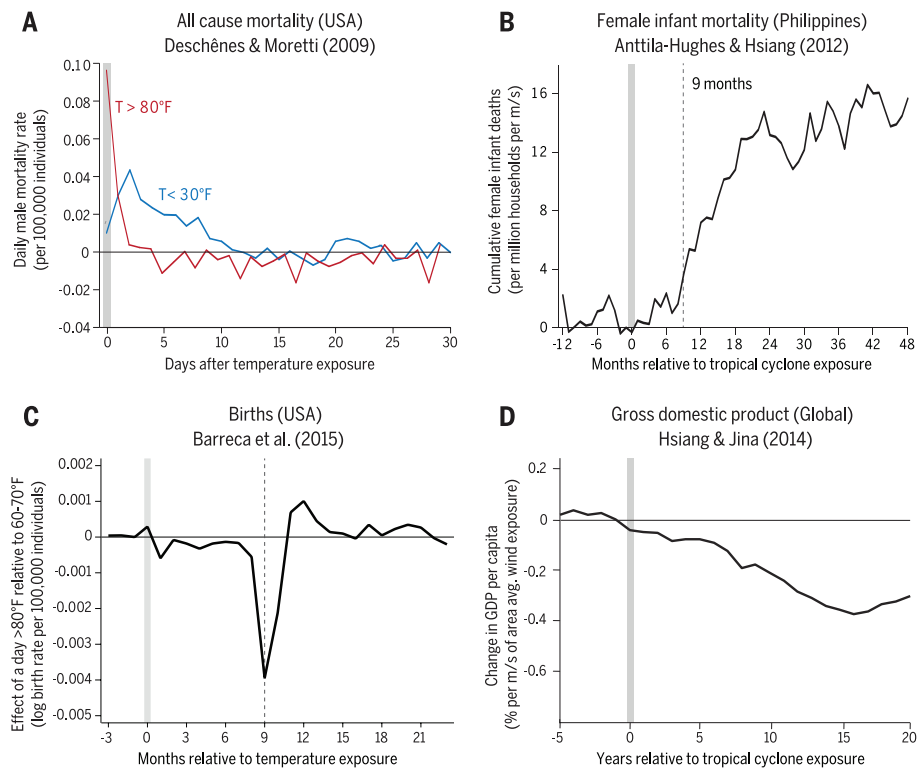 A
All cause mortality (USA)
Deschênes & Moretti (2009)
Daily male mortality rate
(per 100,000 individuals)
0.10
0.08
0.06
0.04
0.02
0
-0.02
-0.04
T > 80°F
T < 30°F
0
5
10
15
20
25
30
Days after temperature exposure
B
Female infant mortality (Philippines)
Anttila-Hughes & Hsiang (2012)
Cumulative female infant deaths
(per million households per m/s)
16
12
8
4
0
9 months
-12
-6
0
6
12
18
24
30
36
42
48
Months relative to tropical cyclone exposure
C
Births (USA)
Barreca et al. (2015)
Effect of a day >80°F relative to 60-70°F
(log birth rate per 100,000 individuals)
0.002
0.001
0
-0.001
-0.002
-0.003
-0.004
-0.005
-3
0
3
6
9
12
15
18
21
Months relative to temperature exposure
D
Gross domestic product (Global)
Hsiang & Jina (2014)
Change in GDP per capita
(% per m/s of area avg. wind exposure)
0.2
0
-0.2
-0.4
-0.6
-5
0
5
10
15
20
Years relative to tropical cyclone exposure